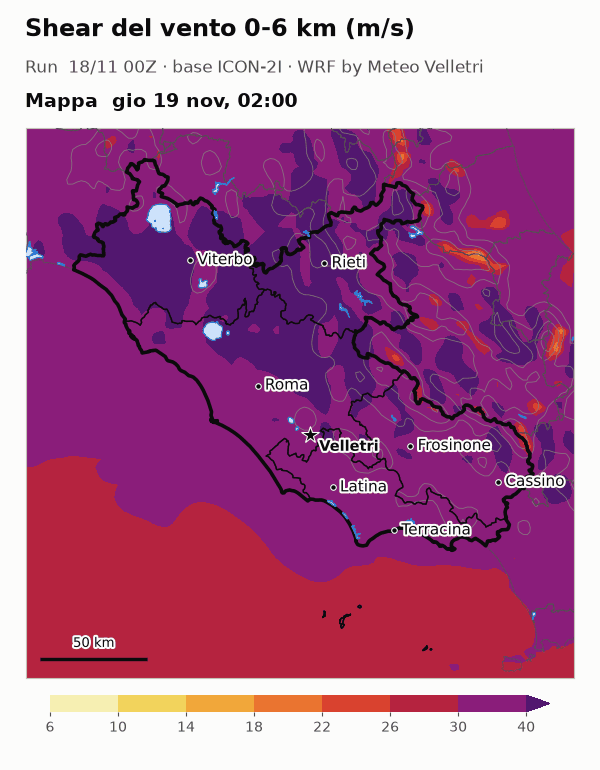 Shear del vento 0-6 km (m/s)
Run  18/11 00Z · base ICON-2I · WRF by Meteo Velletri
Mappa  gio 19 nov, 02:00
Viterbo
Rieti
Roma
Velletri
Frosinone
Cassino
Latina
Terracina
50 km
6 10 14 18 22 26 30 40